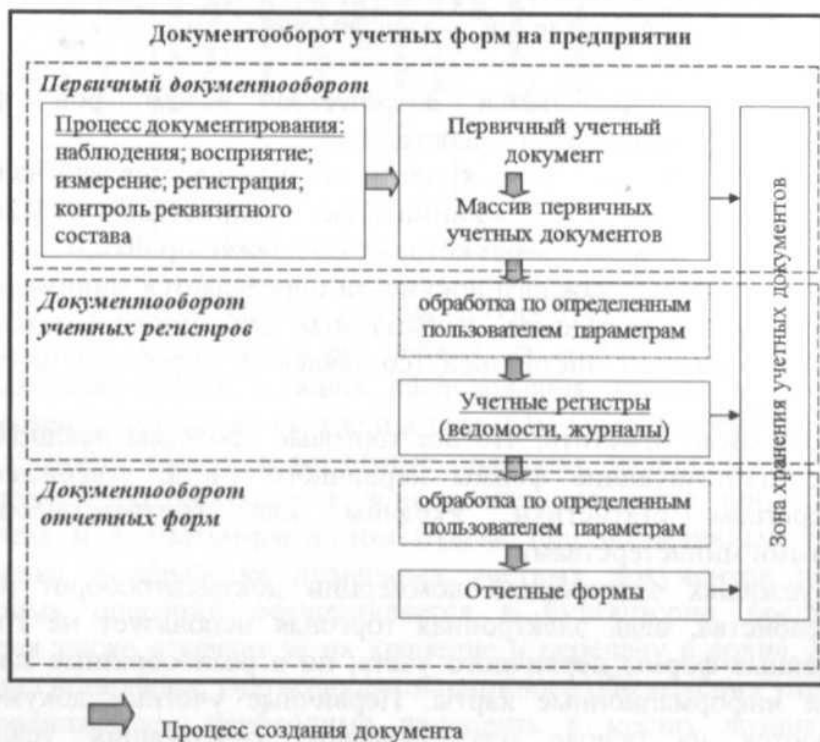 Документооборот учетных форм на предприятии
Первичный документооборот
Процесс документирования:
наблюдения; восприятие;
измерение; регистрация;
контроль реквизитного
состава
Первичный учетный
документ
Массив первичных
учетных документов
Документооборот
учетных регистров
обработка по определенным
пользователем параметрам
Учетные регистры
(ведомости, журналы)
Документооборот
отчетных форм
обработка по определенным
пользователем параметрам
Отчетные формы
Зона хранения учетных документов
Процесс создания документа